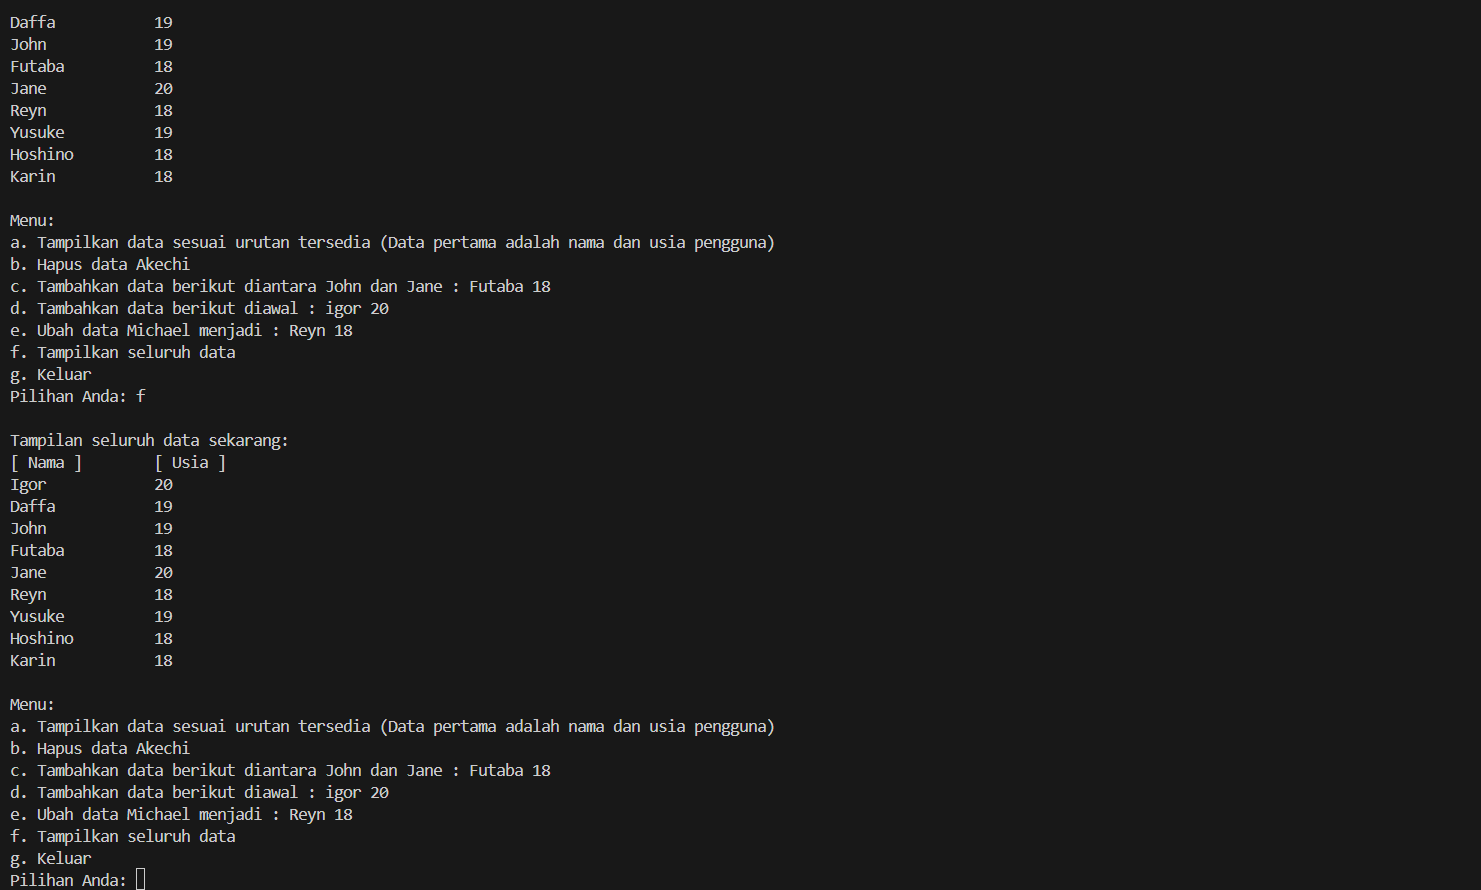 Daffa 19
John 19
Futaba 18
Jane 20
Reyn 18
Yusuke 19
Hoshino 18
Karin 18
Menu:
a. Tampilkan data sesuai urutan tersedia (Data pertama adalah nama dan usia pengguna)
b. Hapus data Akechi
c. Tambahkan data berikut diantara John dan Jane : Futaba 18
d. Tambahkan data berikut diawal : igor 20
e. Ubah data Michael menjadi : Reyn 18
f. Tampilkan seluruh data
g. Keluar
Pilihan Anda: f
Tampilan seluruh data sekarang:
[ Nama ] [ Usia ]
Igor 20
Daffa 19
John 19
Futaba 18
Jane 20
Reyn 18
Yusuke 19
Hoshino 18
Karin 18
Menu:
a. Tampilkan data sesuai urutan tersedia (Data pertama adalah nama dan usia pengguna)
b. Hapus data Akechi
c. Tambahkan data berikut diantara John dan Jane : Futaba 18
d. Tambahkan data berikut diawal : igor 20
e. Ubah data Michael menjadi : Reyn 18
f. Tampilkan seluruh data
g. Keluar
Pilihan Anda: